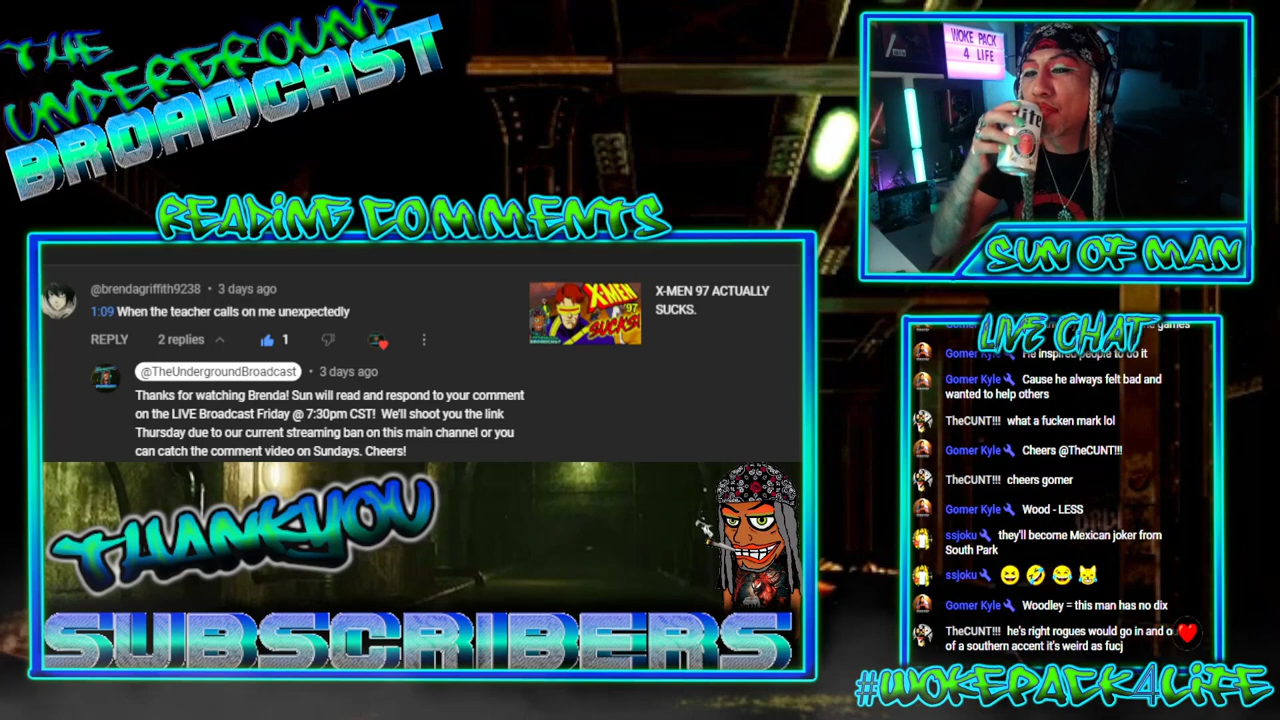 THE
UNDERGROUND
BROADCAST
READING COMMENTS
@brendagriffith9238 • 3 days ago
1:09 When the teacher calls on me unexpectedly
REPLY 2 replies 1
X-MEN '97
SUCKS!
X-MEN 97 ACTUALLY
SUCKS.
@TheUndergroundBroadcast • 3 days ago
Thanks for watching Brenda! Sun will read and respond to your comment
on the LIVE Broadcast Friday @ 7:30pm CST! We'll shoot you the link
Thursday due to our current streaming ban on this main channel or you
can catch the comment video on Sundays. Cheers!
THANKYOU
SUBSCRIBERS
WOKE PACK
4 LIFE
SUN OF MAN
LIVE CHAT
games
Gomer Kyle He inspired people to do it
Gomer Kyle Cause he always felt bad and
wanted to help others
TheCUNT!!! what a fucken mark lol
Gomer Kyle Cheers @TheCUNT!!!
TheCUNT!!! cheers gomer
Gomer Kyle Wood - LESS
ssjoku they'll become Mexican joker from
South Park
ssjoku 😆 🤣 😂 😹
Gomer Kyle Woodley = this man has no dix
TheCUNT!!! he's right rogues would go in and o
of a southern accent it's weird as fucj
#WOKEPACK4LIFE